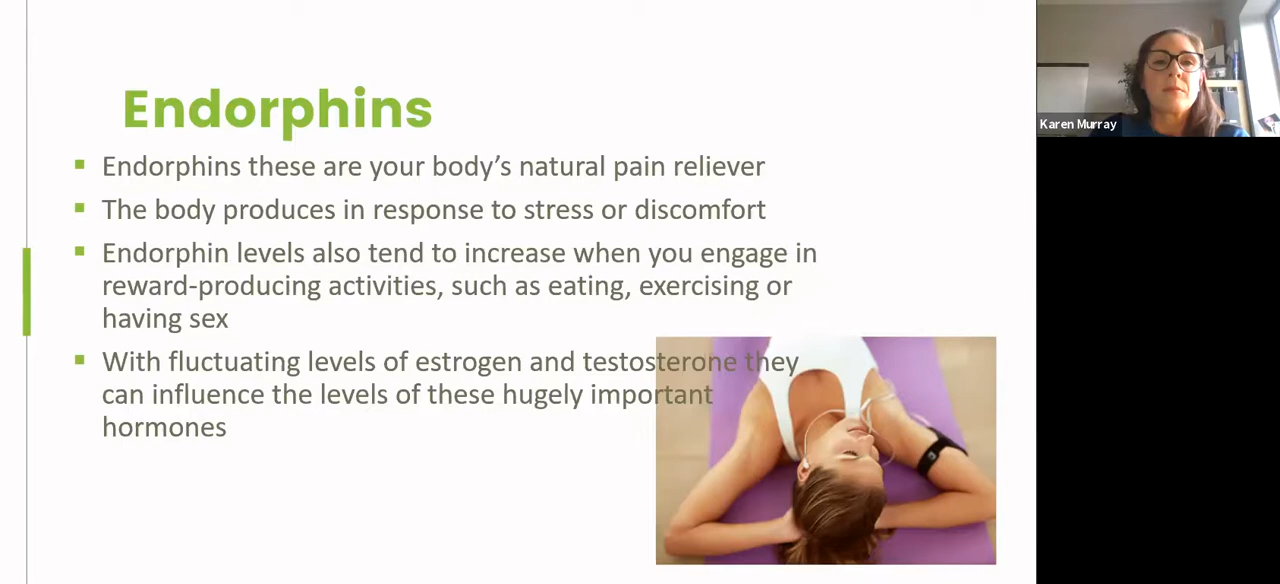 Endorphins
Endorphins these are your body’s natural pain reliever
The body produces in response to stress or discomfort
Endorphin levels also tend to increase when you engage in
reward-producing activities, such as eating, exercising or
having sex
With fluctuating levels of estrogen and testosterone they
can influence the levels of these hugely important
hormones
Karen Murray